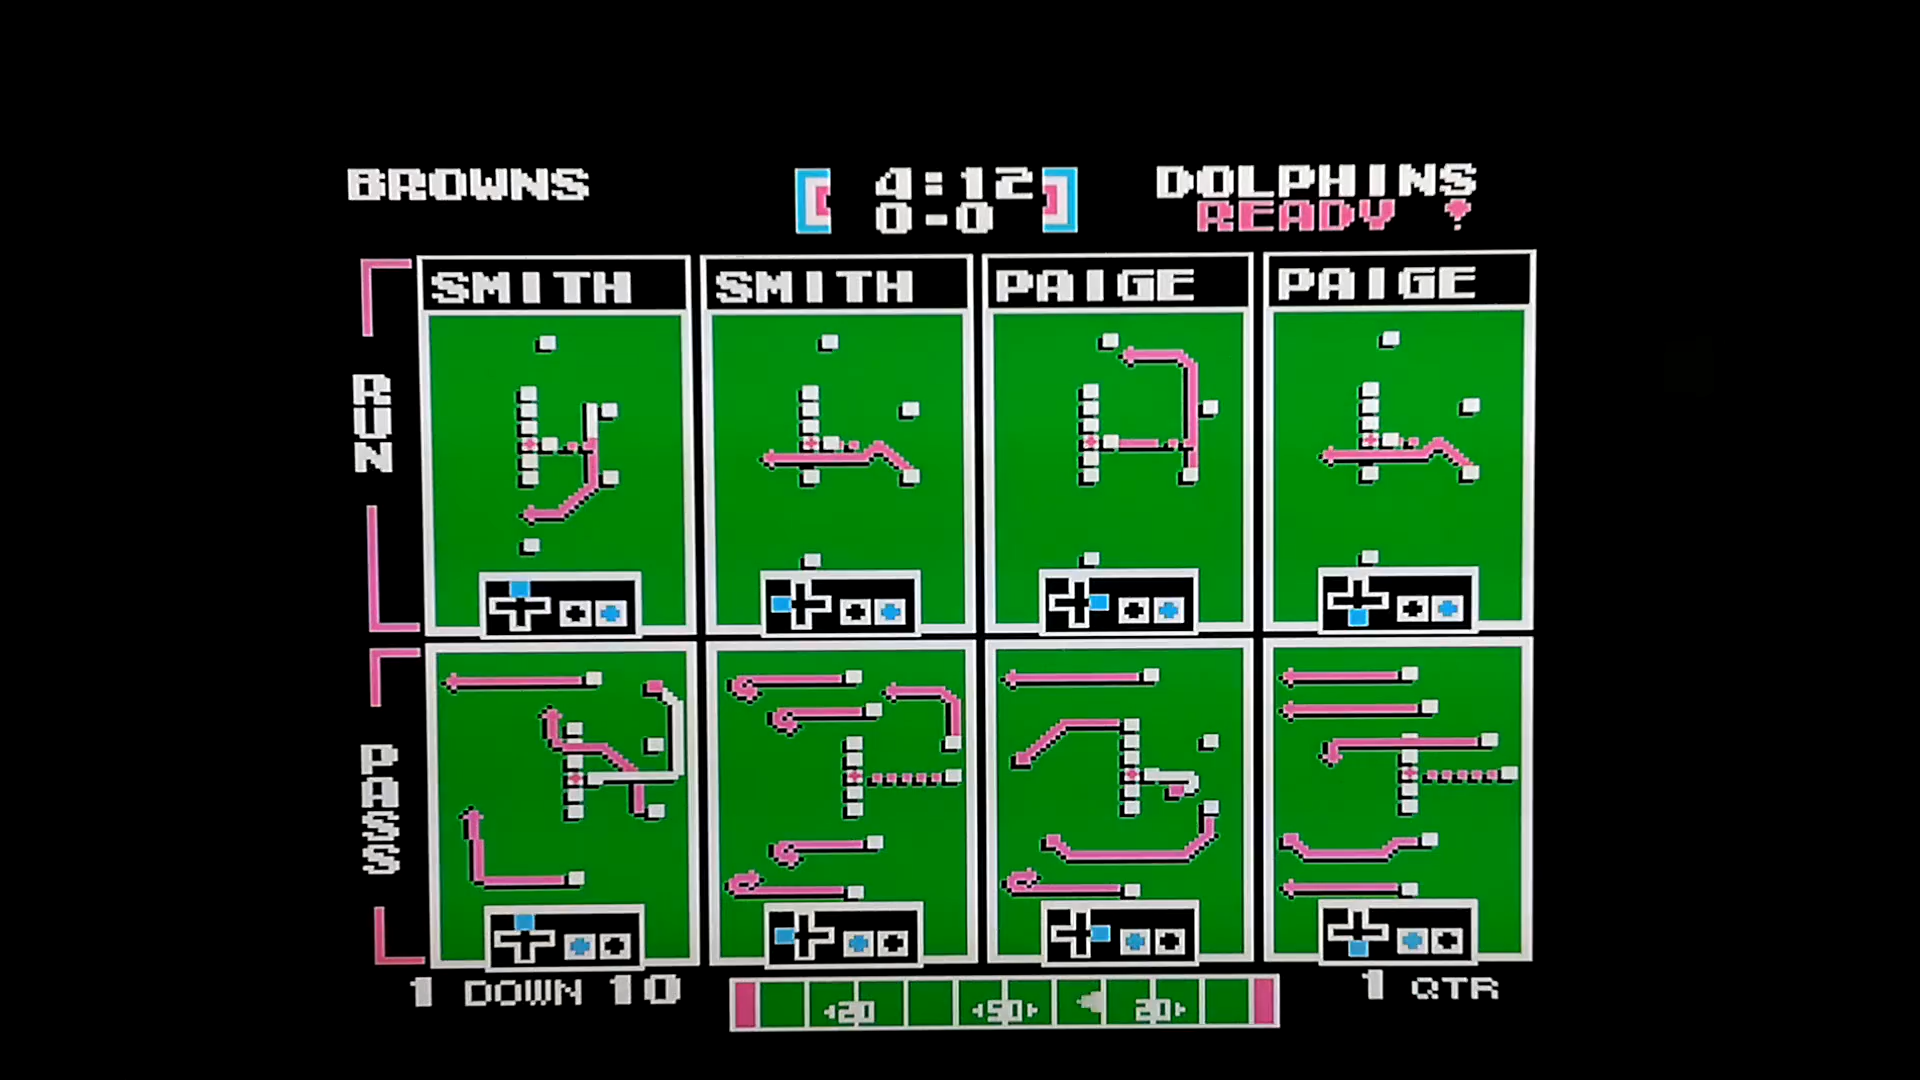 BROWNS
4:12
DOLPHINS
0-0
READY !
SMITH
SMITH
PAIGE
PAIGE
RUN
PASS
1 DOWN 10
20
50
20
1 QTR